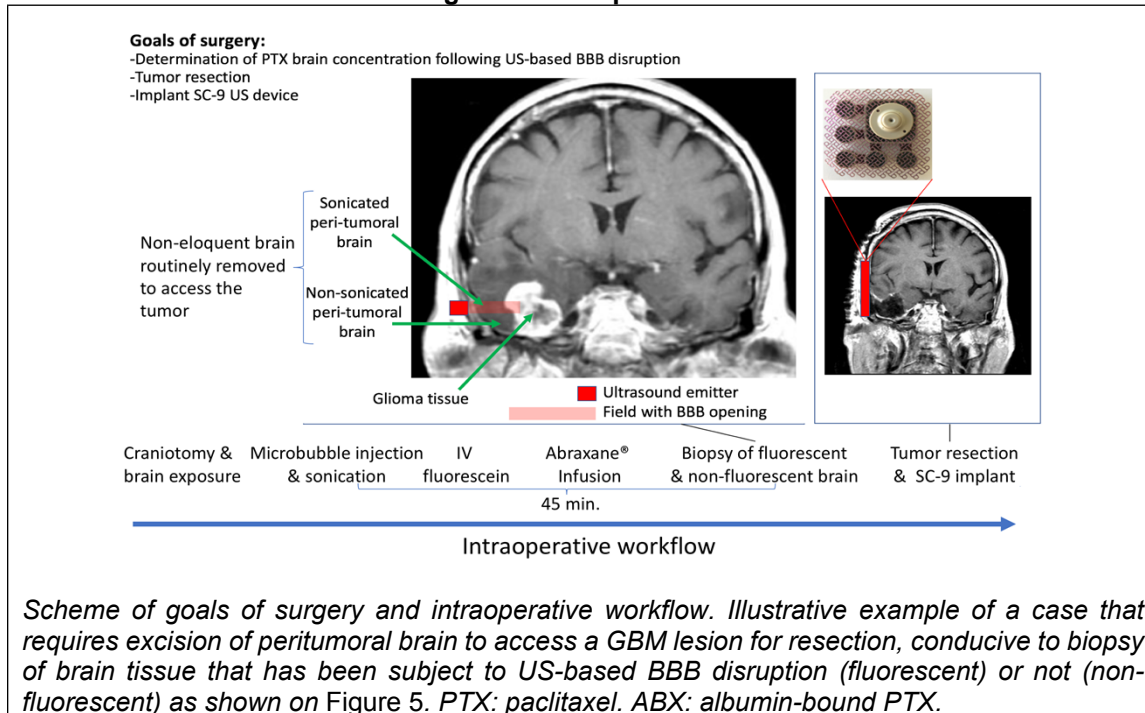 Goals of surgery:
-Determination of PTX brain concentration following US-based BBB disruption
-Tumor resection
-Implant SC-9 US device
Sonicated
peri-tumoral
brain
Non-eloquent brain
routinely removed
to access the
tumor
Non-sonicated
peri-tumoral
brain
Glioma tissue
Ultrasound emitter
Field with BBB opening
Craniotomy &
brain exposure
Microbubble injection
& sonication
IV
fluorescein
Abraxane®
Infusion
Biopsy of fluorescent
& non-fluorescent brain
Tumor resection
& SC-9 implant
45 min.
Intraoperative workflow
Scheme of goals of surgery and intraoperative workflow. Illustrative example of a case that
requires excision of peritumoral brain to access a GBM lesion for resection, conducive to biopsy
of brain tissue that has been subject to US-based BBB disruption (fluorescent) or not (non-
fluorescent) as shown on Figure 5. PTX: paclitaxel. ABX: albumin-bound PTX.